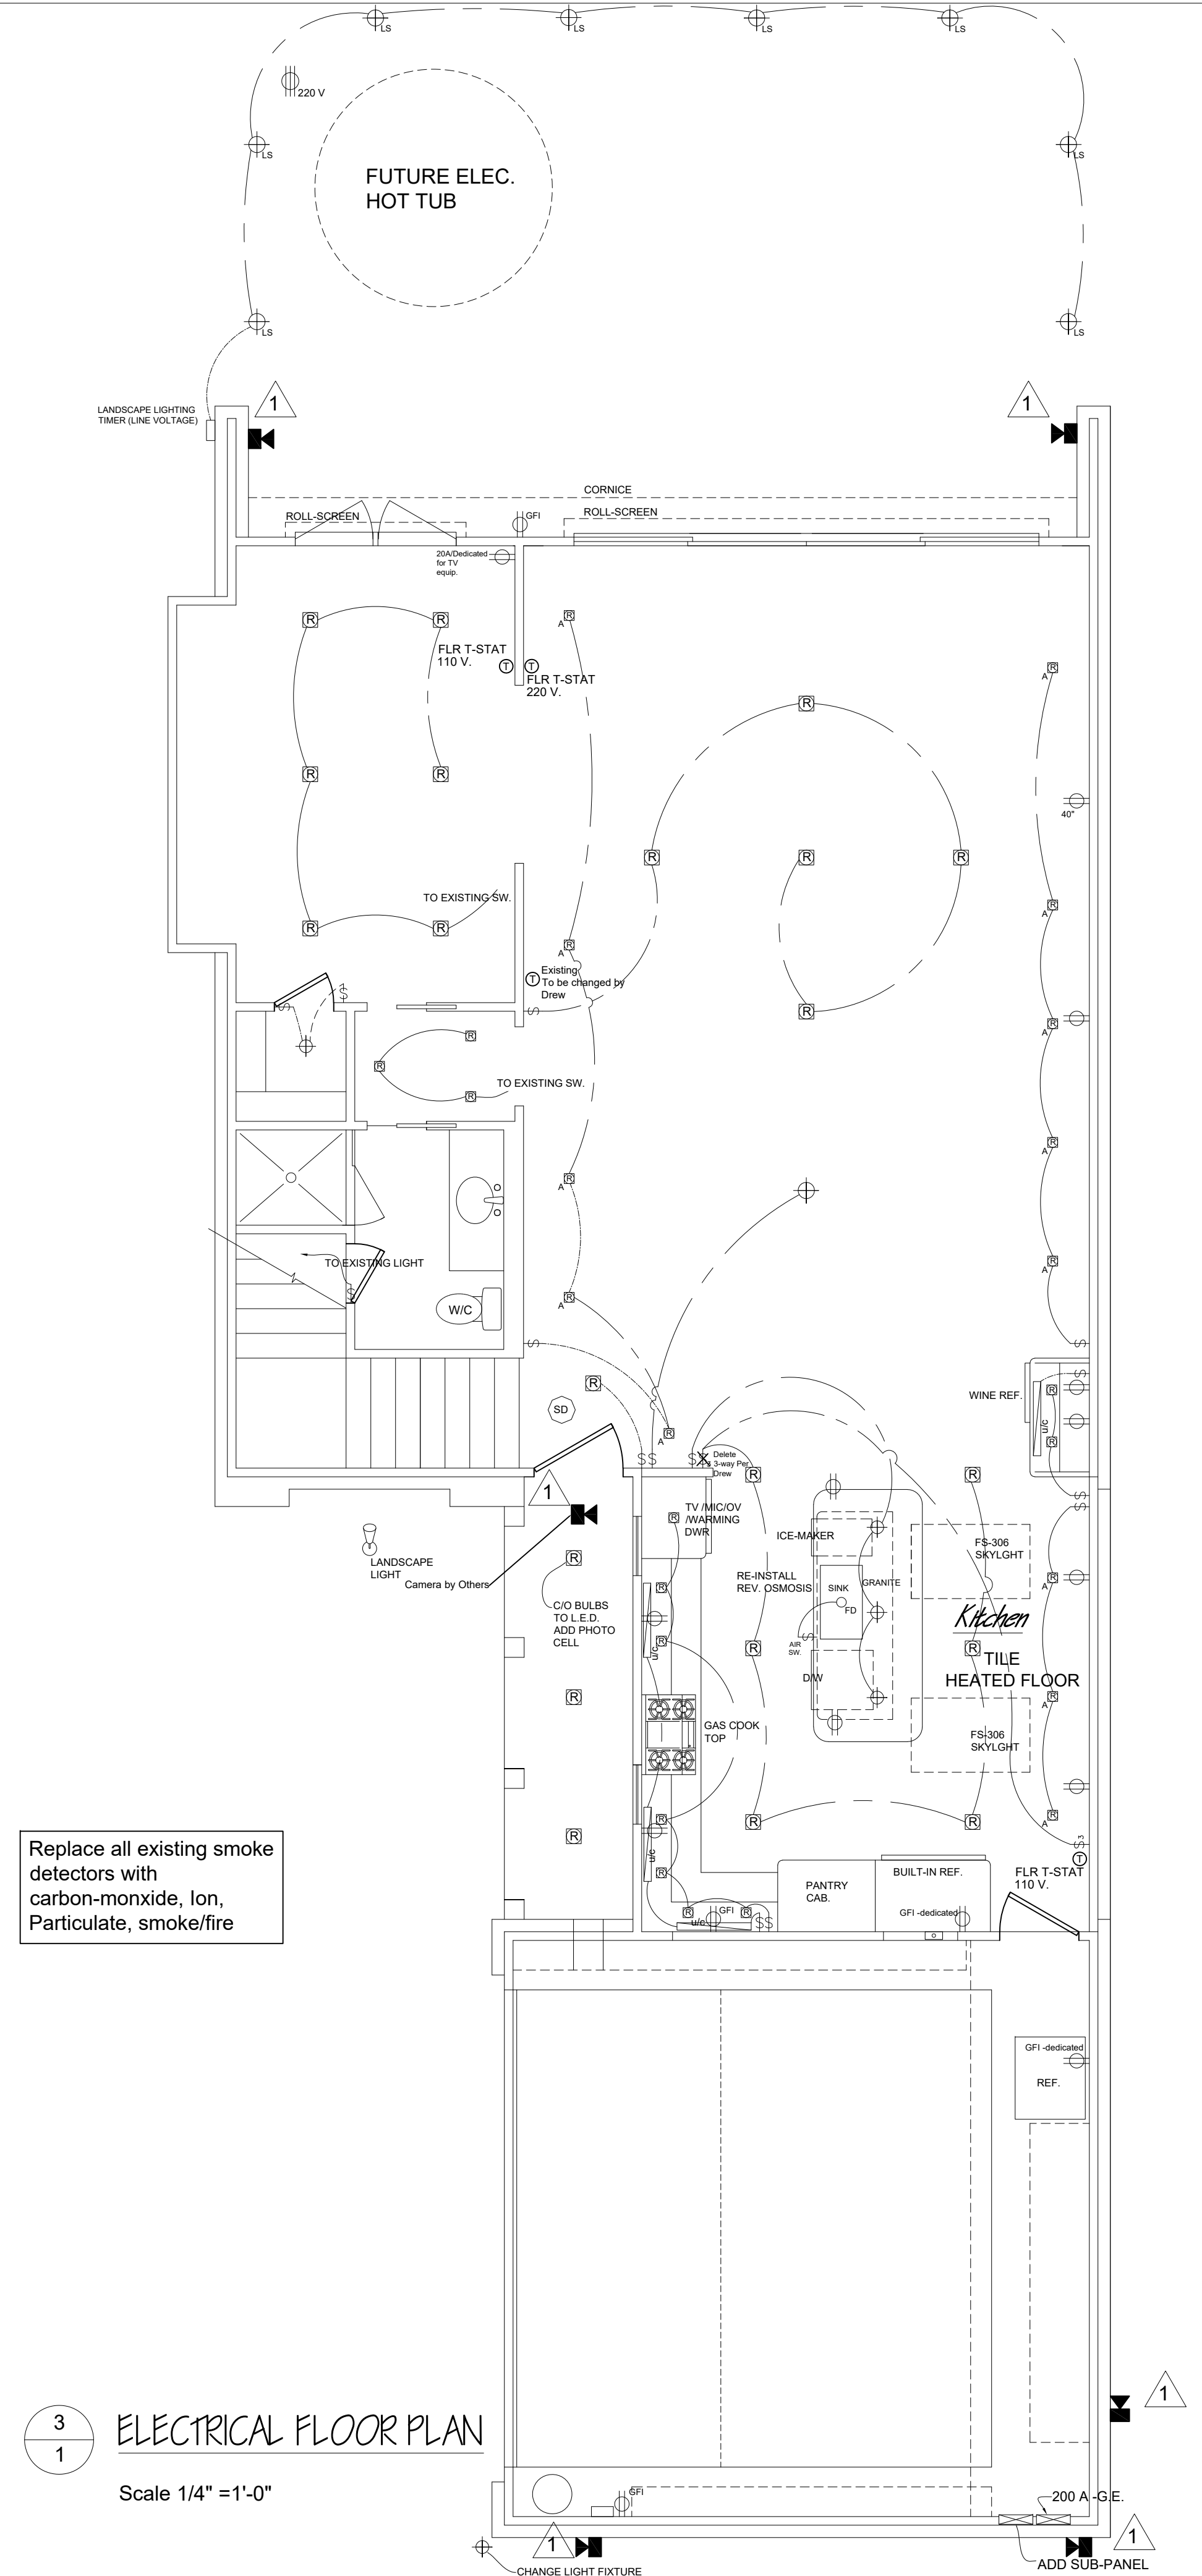 LS
LS
LS
LS
220 V
LS
LS
FUTURE ELEC.
HOT TUB
LS
LS
LANDSCAPE LIGHTING
TIMER (LINE VOLTAGE)
1
1
CORNICE
ROLL-SCREEN
GFI
ROLL-SCREEN
20A/Dedicated
for TV
equip.
R
R
R
A
FLR T-STAT
110 V.
T
T
FLR T-STAT
220 V.
R
A
R
R
R
40"
R
R
R
TO EXISTING SW.
R
A
R
R
R
A
T
Existing
To be changed by
Drew
$
$
$
R
R
A
R
R
R
TO EXISTING SW.
R
A
R
A
TO EXISTING LIGHT
$
R
A
W/C
R
A
$
$
R
SD
WINE REF.
$
R
u/c
R
R
A
$$
$$
3
Delete
3-way Per
Drew
R
R
$
$
1
TV /MIC/OV
/WARMING
DWR
R
ICE-MAKER
FS-306
SKYLGHT
LANDSCAPE
LIGHT
Camera by Others
R
RE-INSTALL
REV. OSMOSIS
SINK
GRANITE
FD
R
A
C/O BULBS
TO L.E.D.
ADD PHOTO
CELL
R
R
u/c
Kitchen
AIR
SW.
$
R
R
TILE
HEATED FLOOR
D/W
R
R
A
GAS COOK
TOP
FS-306
SKYLGHT
R
R
R
R
R
A
u/c
R
$3
T
FLR T-STAT
110 V.
Replace all existing smoke
detectors with
carbon-monxide, Ion,
Particulate, smoke/fire
PANTRY
CAB.
BUILT-IN REF.
GFI -dedicated
R
u/c
GFI
R
$$
GFI -dedicated
REF.
1
3
1
ELECTRICAL FLOOR PLAN
Scale 1/4" =1'-0"
GFI
200 A -G.E.
1
1
ADD SUB-PANEL
CHANGE LIGHT FIXTURE